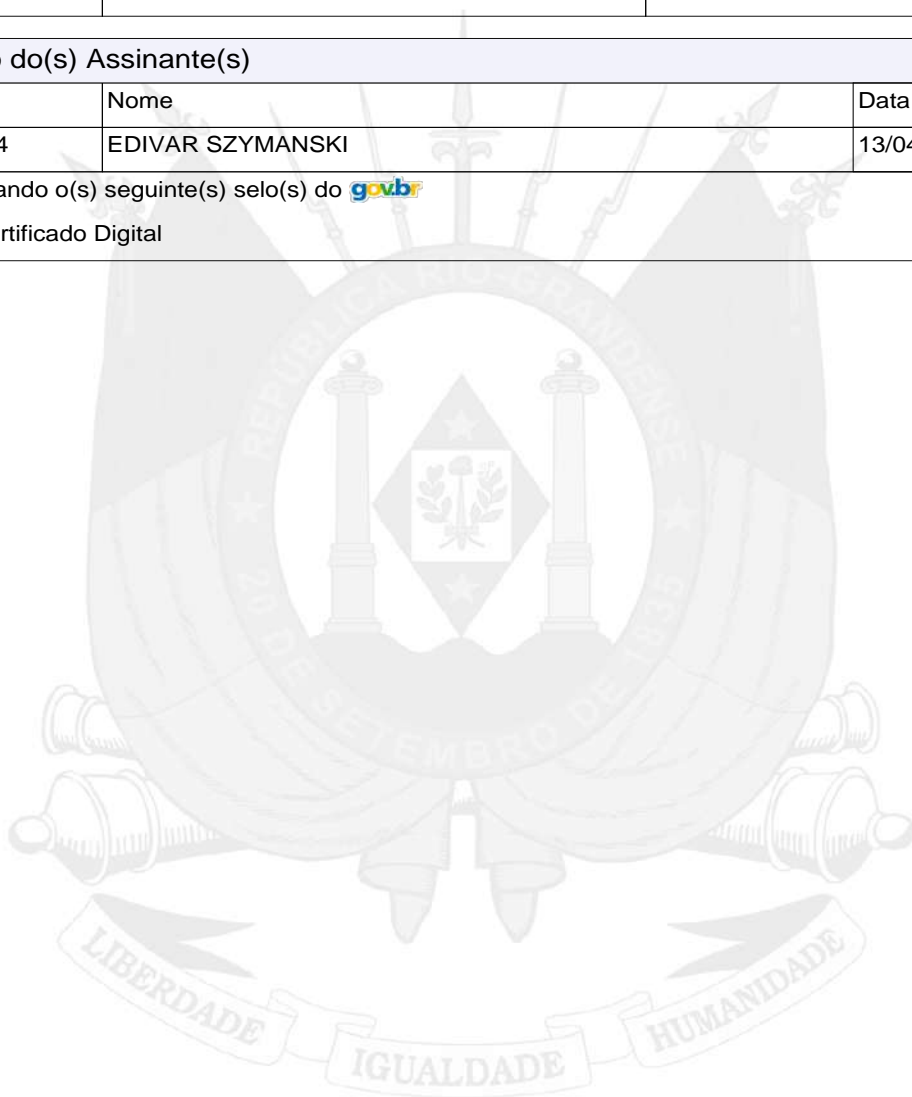 do(s) Assinante(s)
Nome Data
4 EDIVAR SZYMANSKI 13/04
ando o(s) seguinte(s) selo(s) do gov.br
rtificado Digital
REPÚBLICA RIO-GRANDENSE
20 DE SETEMBRO DE 1835
LIBERDADE IGUALDADE HUMANIDADE